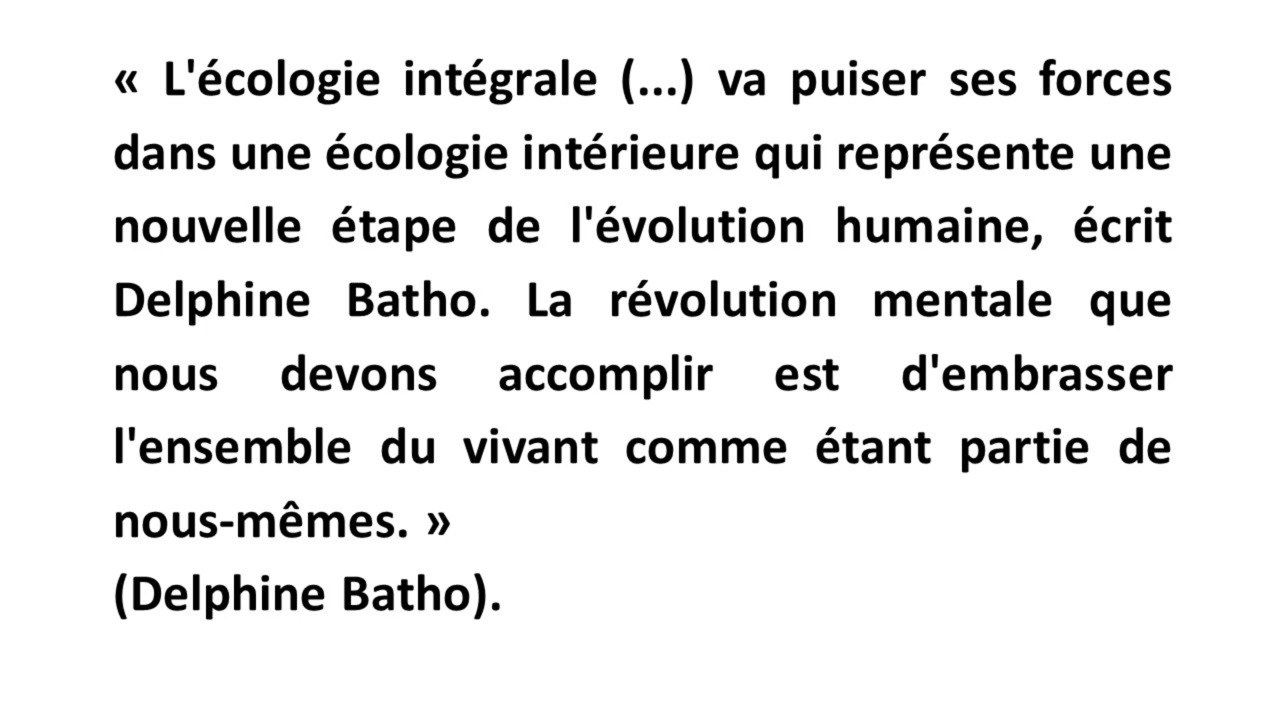 « L'écologie intégrale (...) va puiser ses forces
dans une écologie intérieure qui représente une
nouvelle étape de l'évolution humaine, écrit
Delphine Batho. La révolution mentale que
nous devons accomplir est d'embrasser
l'ensemble du vivant comme étant partie de
nous-mêmes. »
(Delphine Batho).